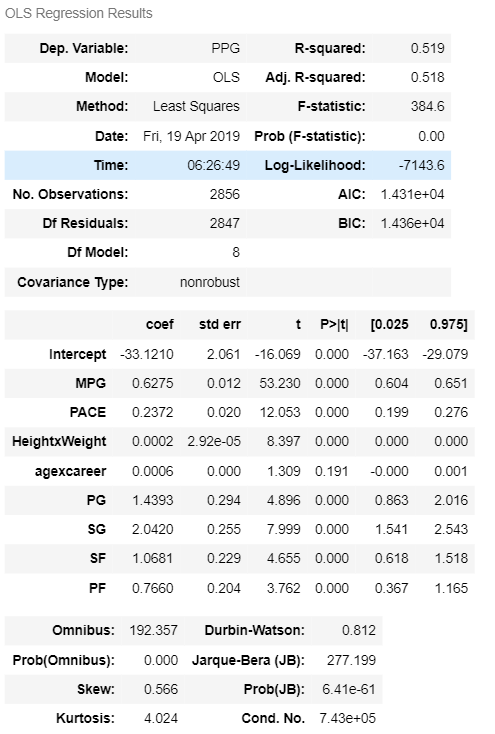 OLS Regression Results
Dep. Variable: PPG R-squared: 0.519
Model: OLS Adj. R-squared: 0.518
Method: Least Squares F-statistic: 384.6
Date: Fri, 19 Apr 2019 Prob (F-statistic): 0.00
Time: 06:26:49 Log-Likelihood: -7143.6
No. Observations: 2856 AIC: 1.431e+04
Df Residuals: 2847 BIC: 1.436e+04
Df Model: 8
Covariance Type: nonrobust
coef std err t P>|t| [0.025 0.975]
Intercept -33.1210 2.061 -16.069 0.000 -37.163 -29.079
MPG 0.6275 0.012 53.230 0.000 0.604 0.651
PACE 0.2372 0.020 12.053 0.000 0.199 0.276
HeightxWeight 0.0002 2.92e-05 8.397 0.000 0.000 0.000
agexcareer 0.0006 0.000 1.309 0.191 -0.000 0.001
PG 1.4393 0.294 4.896 0.000 0.863 2.016
SG 2.0420 0.255 7.999 0.000 1.541 2.543
SF 1.0681 0.229 4.655 0.000 0.618 1.518
PF 0.7660 0.204 3.762 0.000 0.367 1.165
Omnibus: 192.357 Durbin-Watson: 0.812
Prob(Omnibus): 0.000 Jarque-Bera (JB): 277.199
Skew: 0.566 Prob(JB): 6.41e-61
Kurtosis: 4.024 Cond. No. 7.43e+05